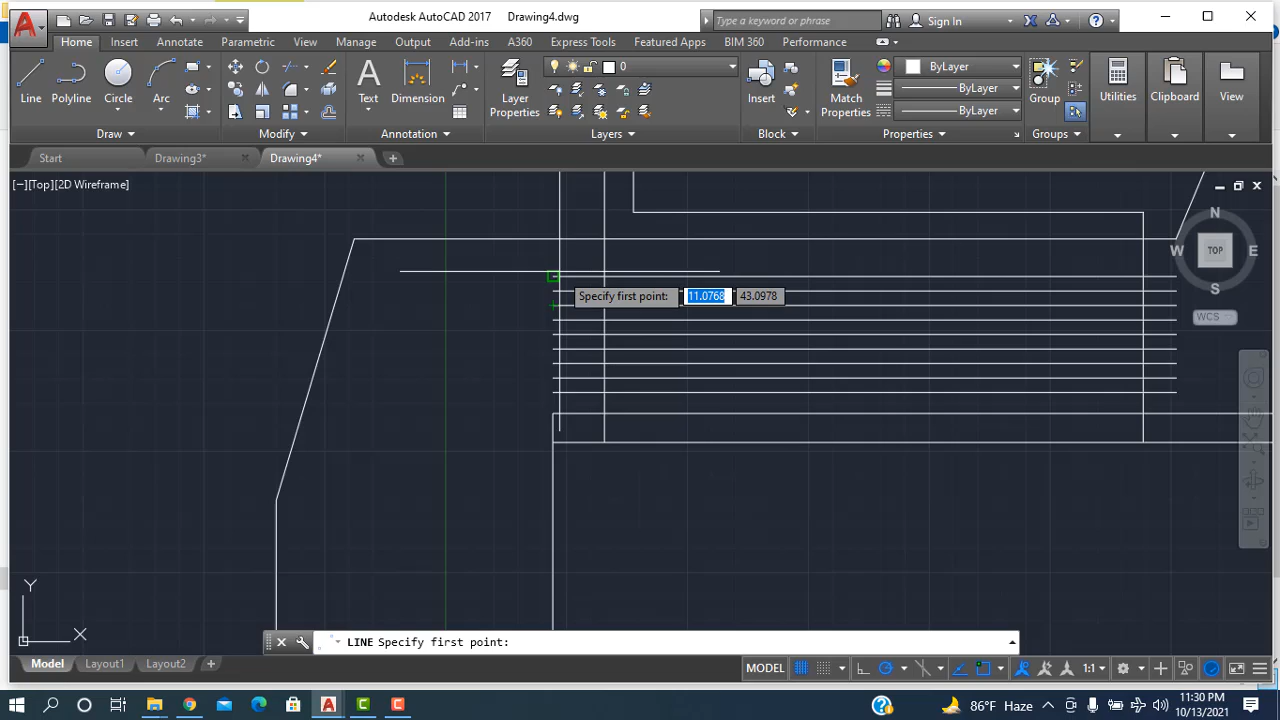 Autodesk AutoCAD 2017 Drawing4.dwg
Type a keyword or phrase
Sign In
Home Insert Annotate Parametric View Manage Output Add-ins A360 Express Tools Featured Apps BIM 360 Performance
Line Polyline Circle Arc Text Dimension Layer Properties 0 Insert Match Properties ByLayer ByLayer ByLayer Group Utilities Clipboard View
Draw Modify Annotation Layers Block Properties Groups
Start Drawing3* Drawing4*
[−][Top][2D Wireframe]
N
W TOP E
S
WCS
Specify first point: 11.0768 43.0978
Y
X
LINE Specify first point:
Model Layout1 Layout2 MODEL 1:1
86°F Haze
11:30 PM
10/13/2021